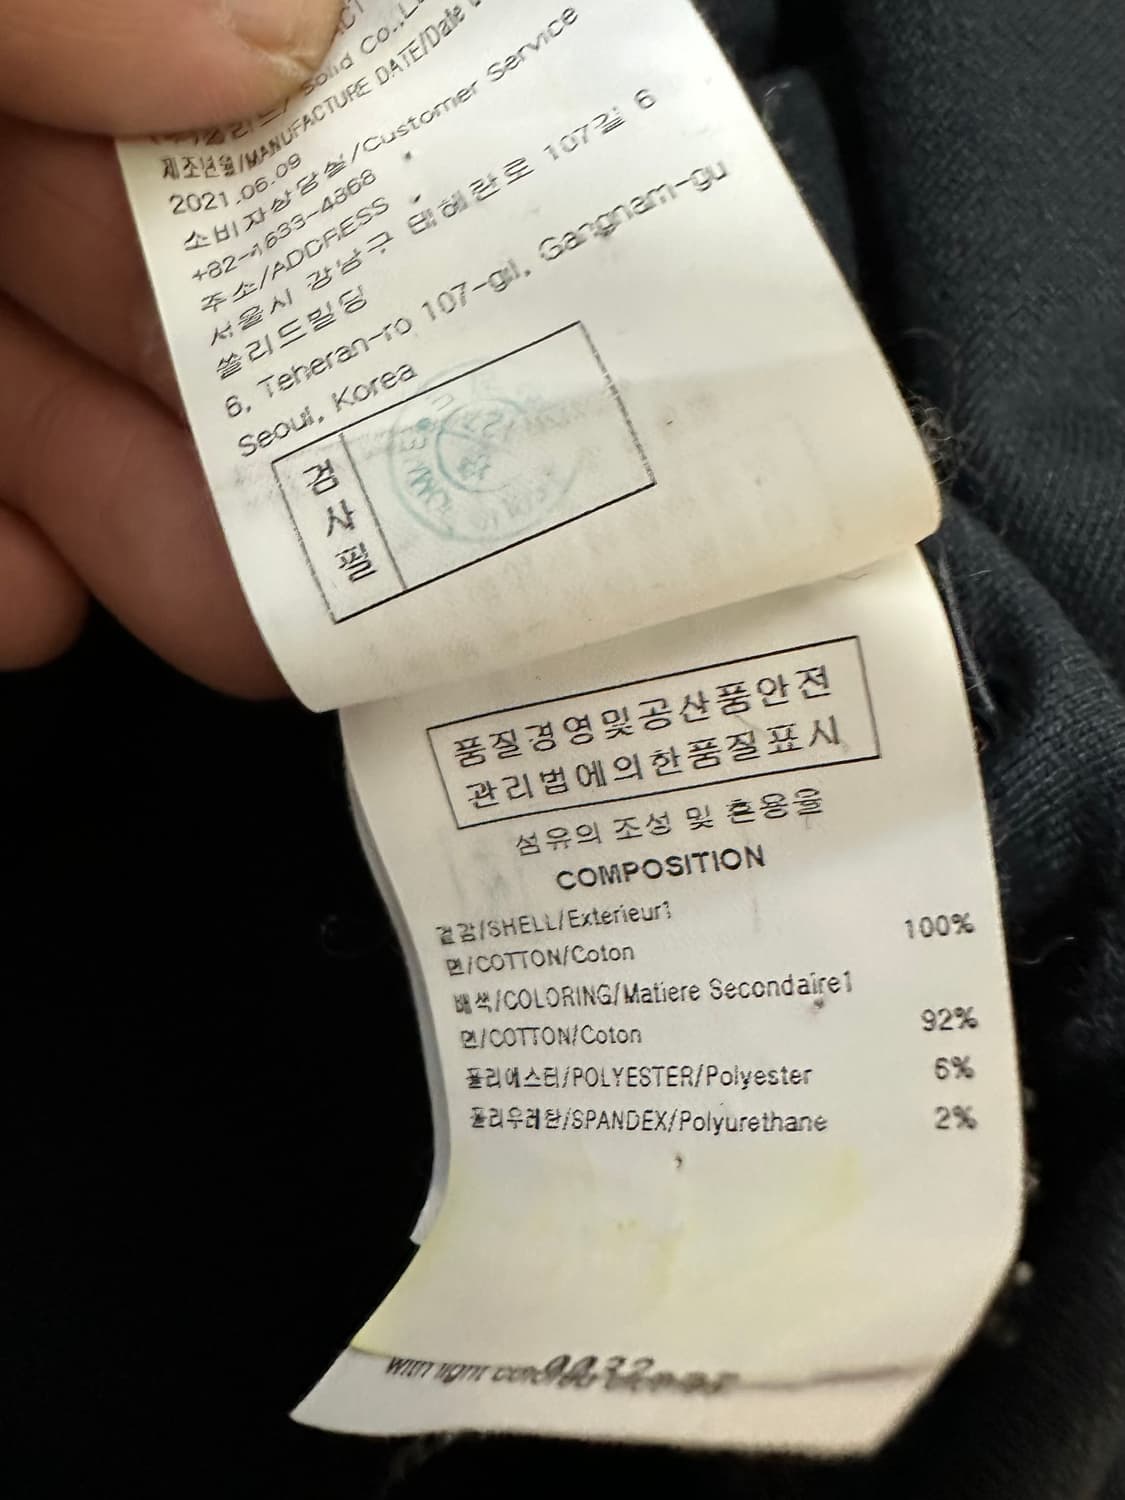 Solid Co.,
제조년월/MANUFACTURE DATE/Date
2021.06.09
소비자상담실/Customer Service
+82-1633-4868
주소/ADDRESS
서울시 강남구 테헤란로 107길 6
쏠리드빌딩
6, Teheran-ro 107-gil, Gangnam-gu
Seoul, Korea
검사필
품질경영및공산품안전
관리법에의한품질표시
섬유의 조성 및 혼용율
COMPOSITION
겉감/SHELL/Exterieur1
100%
면/COTTON/Coton
배색/COLORING/Matiere Secondaire1
면/COTTON/Coton 92%
폴리에스터/POLYESTER/Polyester 6%
폴리우레탄/SPANDEX/Polyurethane 2%
with light